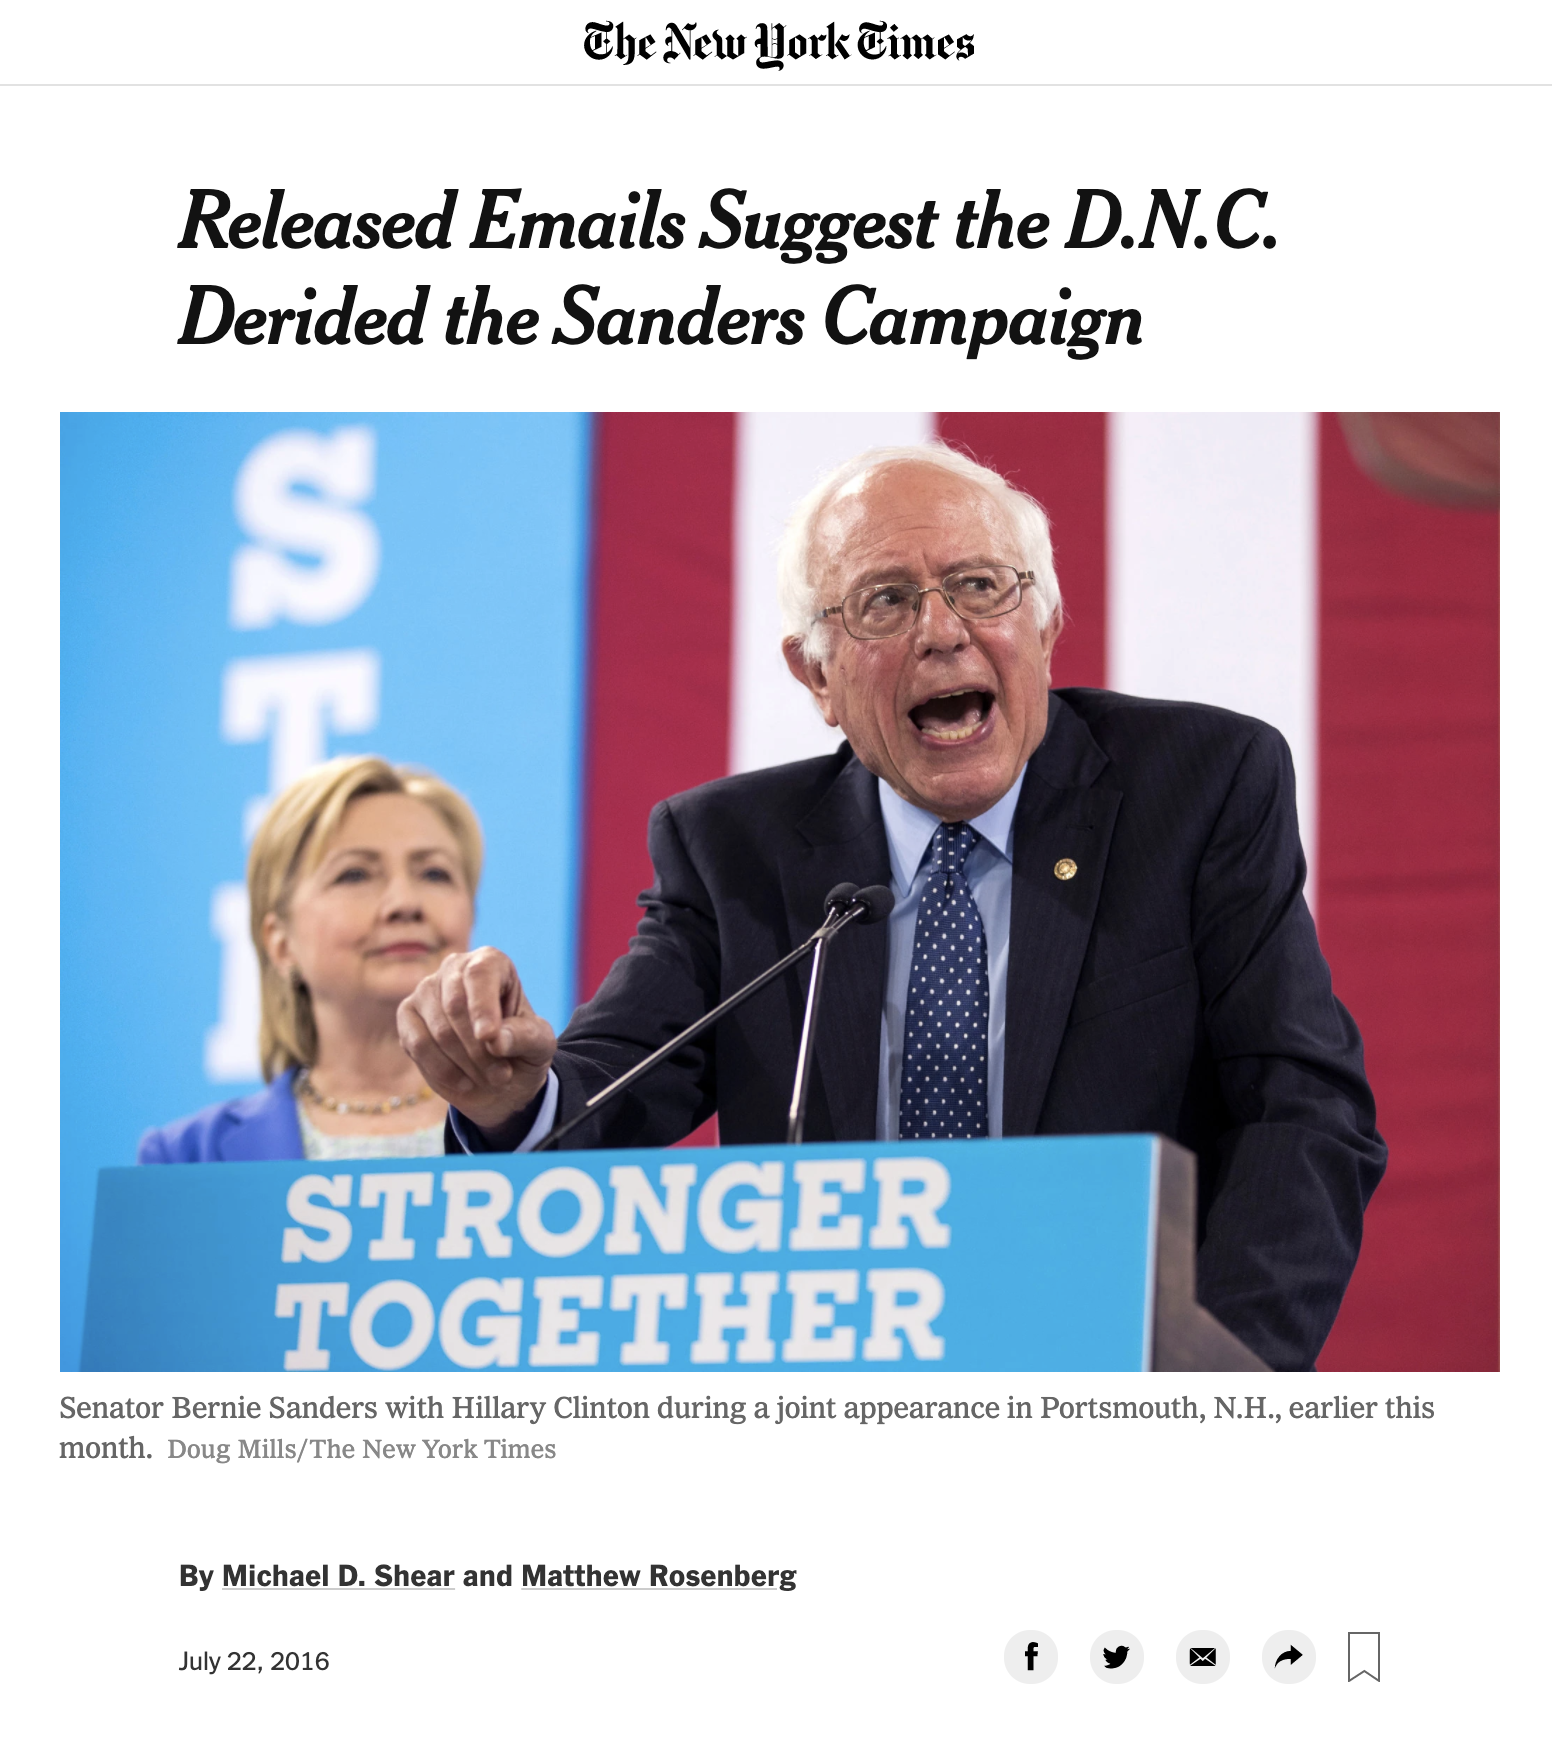 The New York Times
Released Emails Suggest the D.N.C.
Derided the Sanders Campaign
S
T
STRONGER
TOGETHER
Senator Bernie Sanders with Hillary Clinton during a joint appearance in Portsmouth, N.H., earlier this
month. Doug Mills/The New York Times
By Michael D. Shear and Matthew Rosenberg
July 22, 2016